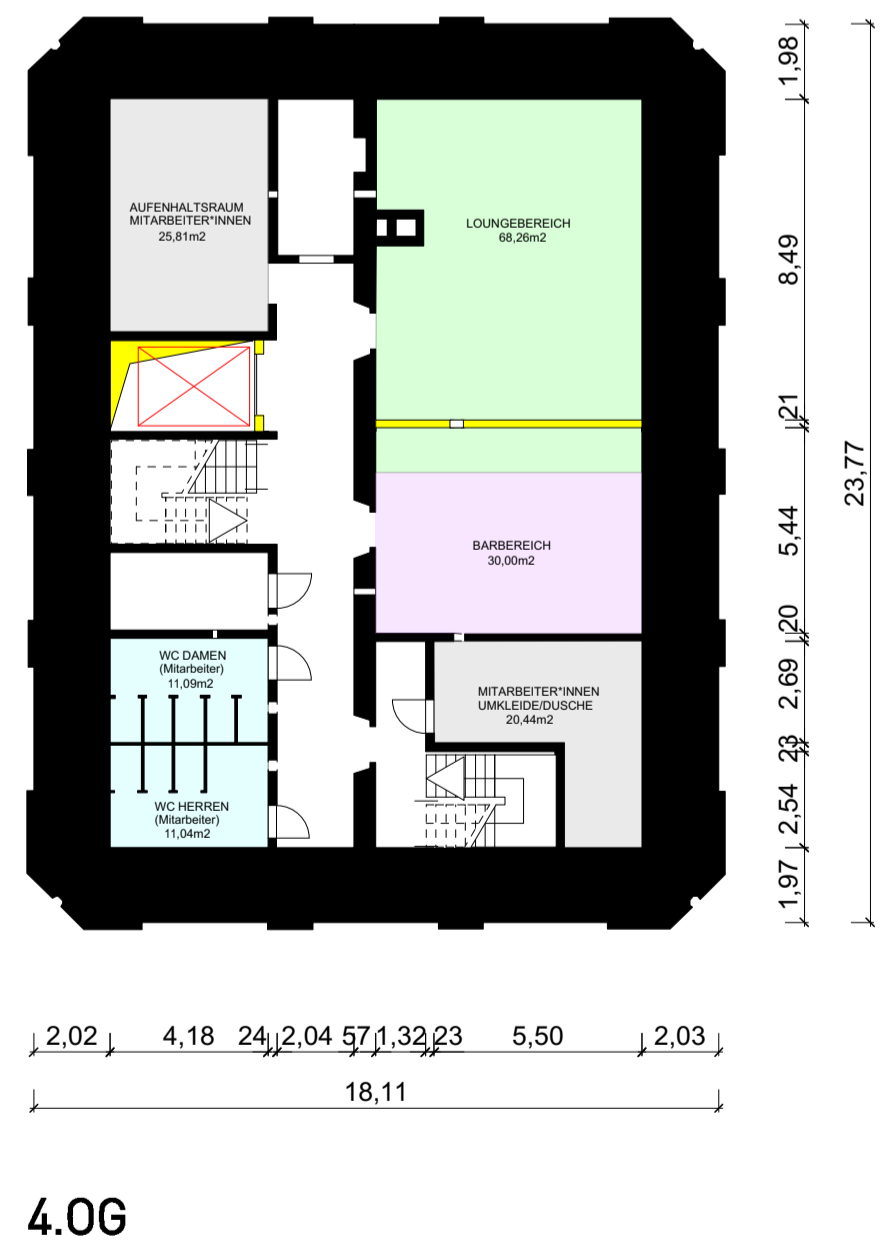 AUFENHALTSRAUM
MITARBEITER*INNEN
25,81m2
LOUNGEBEREICH
68,26m2
BARBEREICH
30,00m2
WC DAMEN
(Mitarbeiter)
11,09m2
MITARBEITER*INNEN
UMKLEIDE/DUSCHE
20,44m2
WC HERREN
(Mitarbeiter)
11,04m2
1,98
8,49
21
5,44
20
2,69
23
2,54
1,97
23,77
2,02 4,18 24 2,04 57 1,32 23 5,50 2,03
18,11
4.OG